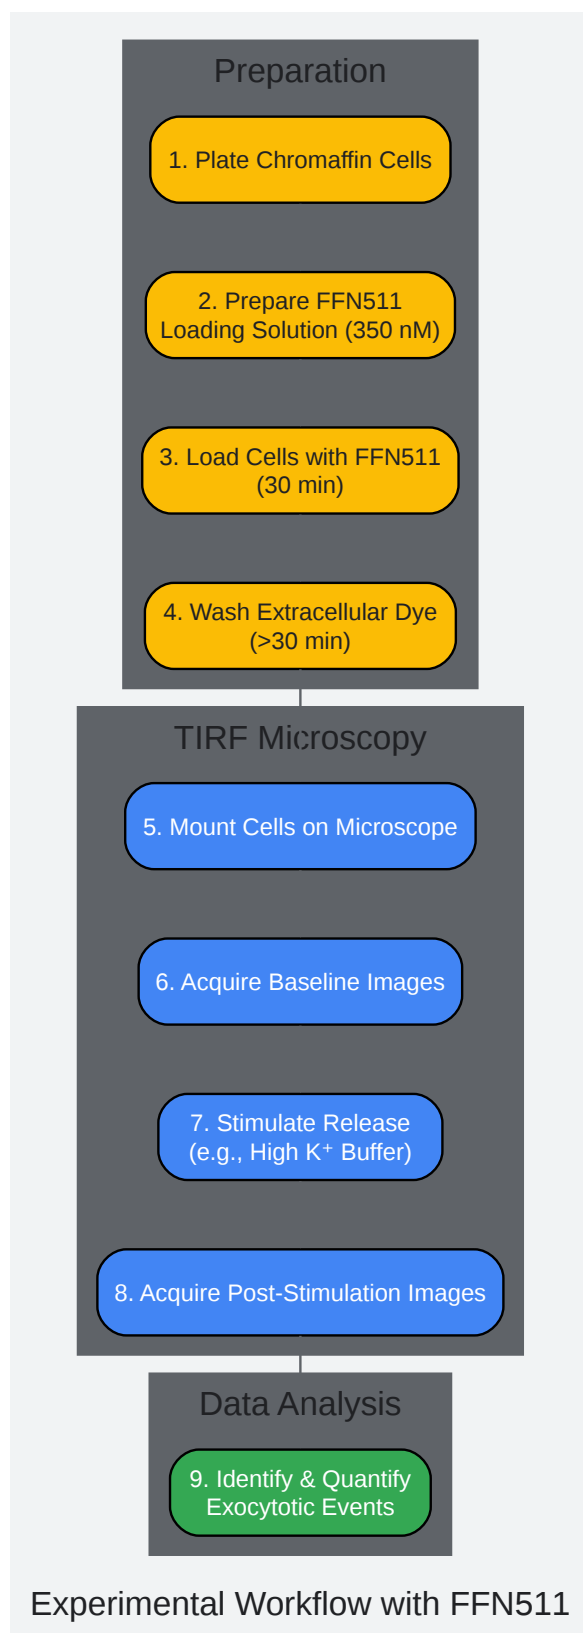 Preparation
1. Plate Chromaffin Cells
2. Prepare FFN511
Loading Solution (350 nM)
3. Load Cells with FFN511
(30 min)
4. Wash Extracellular Dye
(>30 min)
TIRF Microscopy
5. Mount Cells on Microscope
6. Acquire Baseline Images
7. Stimulate Release
(e.g., High K⁺ Buffer)
8. Acquire Post-Stimulation Images
Data Analysis
9. Identify & Quantify
Exocytotic Events
Experimental Workflow with FFN511